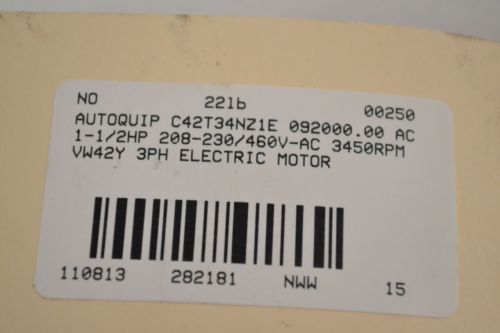 NO 22lb 00250
AUTOQUIP C42T34NZ1E 092000.00 AC
1-1/2HP 208-230/460V-AC 3450RPM
VW42Y 3PH ELECTRIC MOTOR
110813 282181 NWW 15